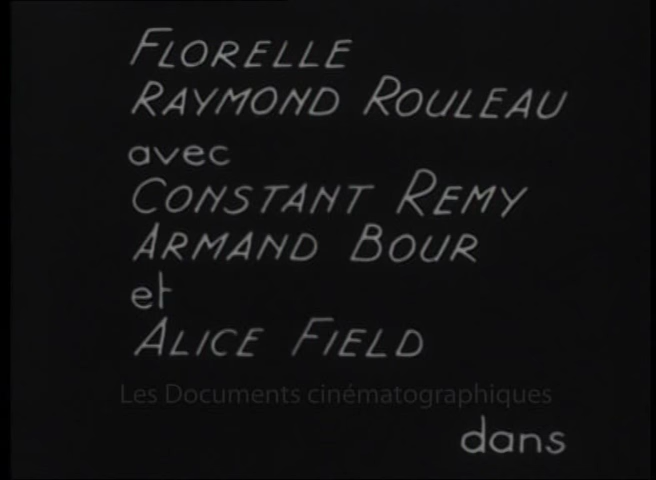 FLORELLE
RAYMOND ROULEAU
avec
CONSTANT REMY
ARMAND BOUR
et
ALICE FIELD
Les Documents cinématographiques
dans